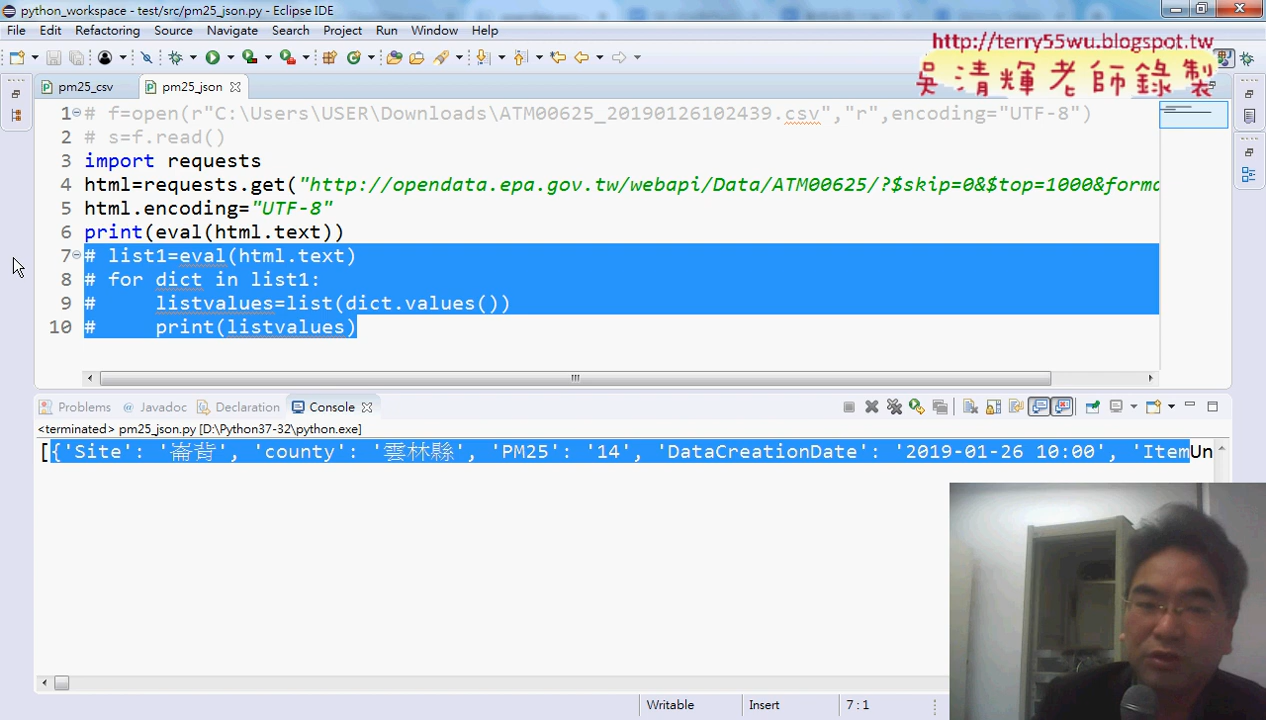 python_workspace - test/src/pm25_json.py - Eclipse IDE
File Edit Refactoring Source Navigate Search Project Run Window Help
http://terry55wu.blogspot.tw
吳清輝老師錄製
pm25_csv pm25_json
1 # f=open(r"C:\Users\USER\Downloads\ATM00625_20190126102439.csv","r",encoding="UTF-8")
2 # s=f.read()
3 import requests
4 html=requests.get("http://opendata.epa.gov.tw/webapi/Data/ATM00625/?$skip=0&$top=1000&forma
5 html.encoding="UTF-8"
6 print(eval(html.text))
7 # list1=eval(html.text)
8 # for dict in list1:
9 #     listvalues=list(dict.values())
10 #     print(listvalues)
Problems Javadoc Declaration Console
<terminated> pm25_json.py [D:\Python37-32\python.exe]
[{'Site': '崙背', 'county': '雲林縣', 'PM25': '14', 'DataCreationDate': '2019-01-26 10:00', 'ItemUn
Writable Insert 7 : 1